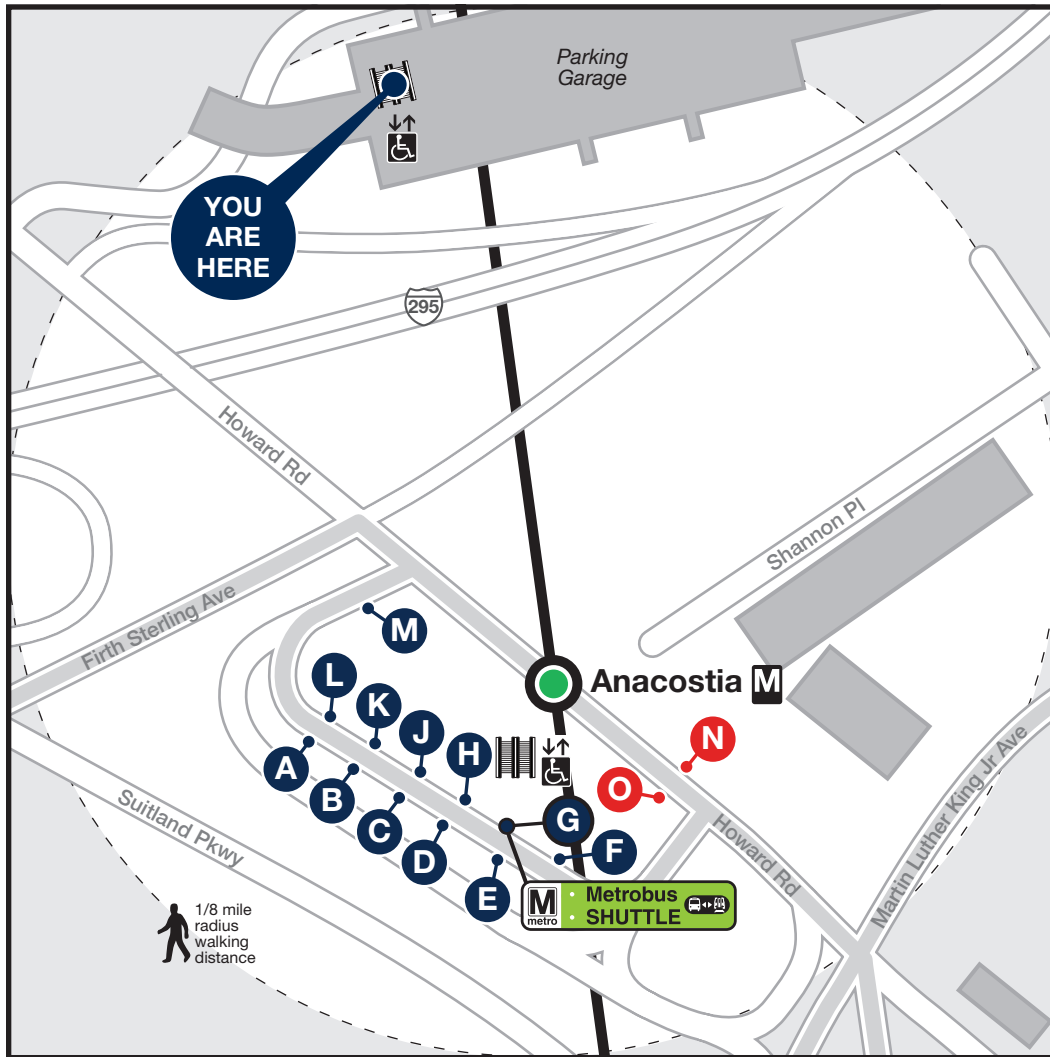 Parking
Garage
YOU
ARE
HERE
295
Howard Rd
Shannon Pl
Firth Sterling Ave
M
Anacostia M
L
K
J
H
N
A
B
C
D
E
O
G
F
Suitland Pkwy
Howard Rd
Martin Luther King Jr Ave
M
metro
· Metrobus
· SHUTTLE
1/8 mile
radius
walking
distance